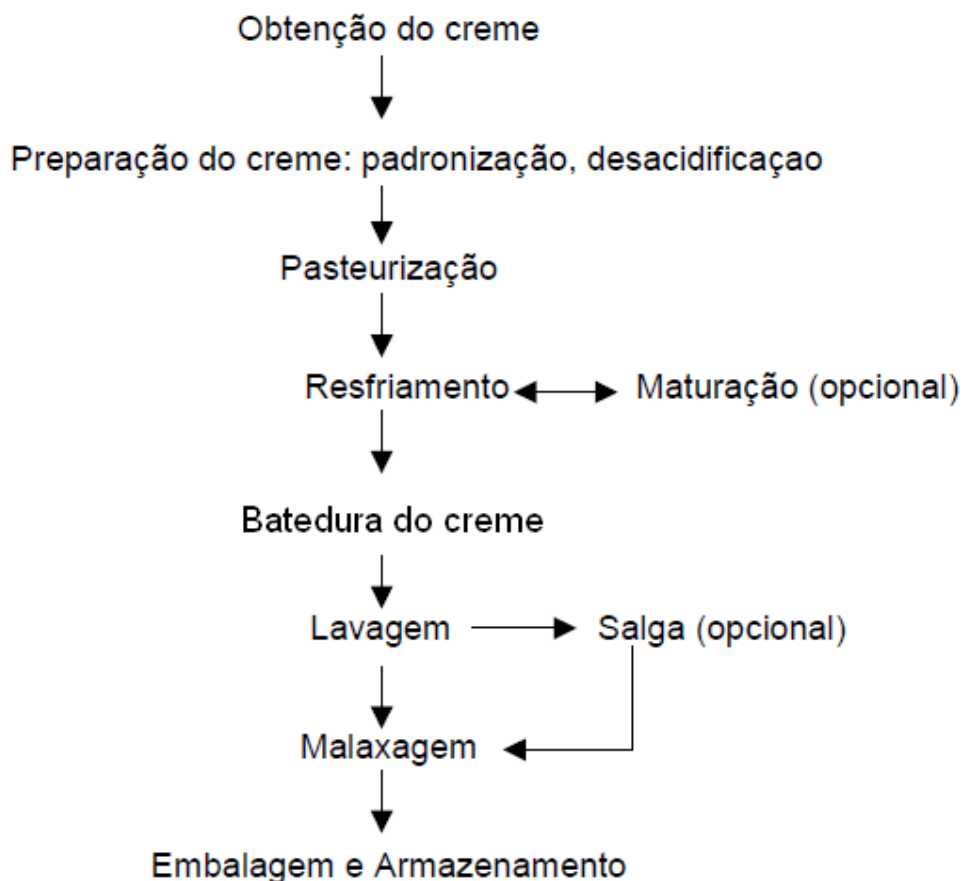 Obtenção do creme
Preparação do creme: padronização, desacidificaçao
Pasteurização
Resfriamento
Maturação (opcional)
Batedura do creme
Lavagem
Salga (opcional)
Malaxagem
Embalagem e Armazenamento